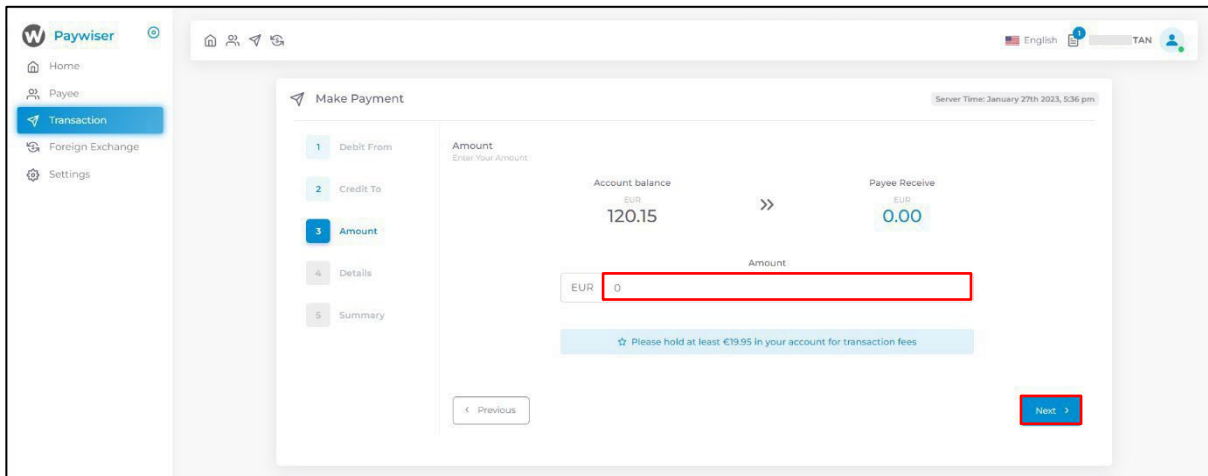 W Paywiser
Home
Payee
Transaction
Foreign Exchange
Settings
English 1 TAN
Make Payment
Server Time: January 27th 2023, 5:36 pm
1 Debit From
2 Credit To
3 Amount
4 Details
5 Summary
Amount
Enter Your Amount
Account balance
EUR
120.15
Payee Receive
EUR
0.00
Amount
EUR 0
Please hold at least €19.95 in your account for transaction fees
Previous
Next